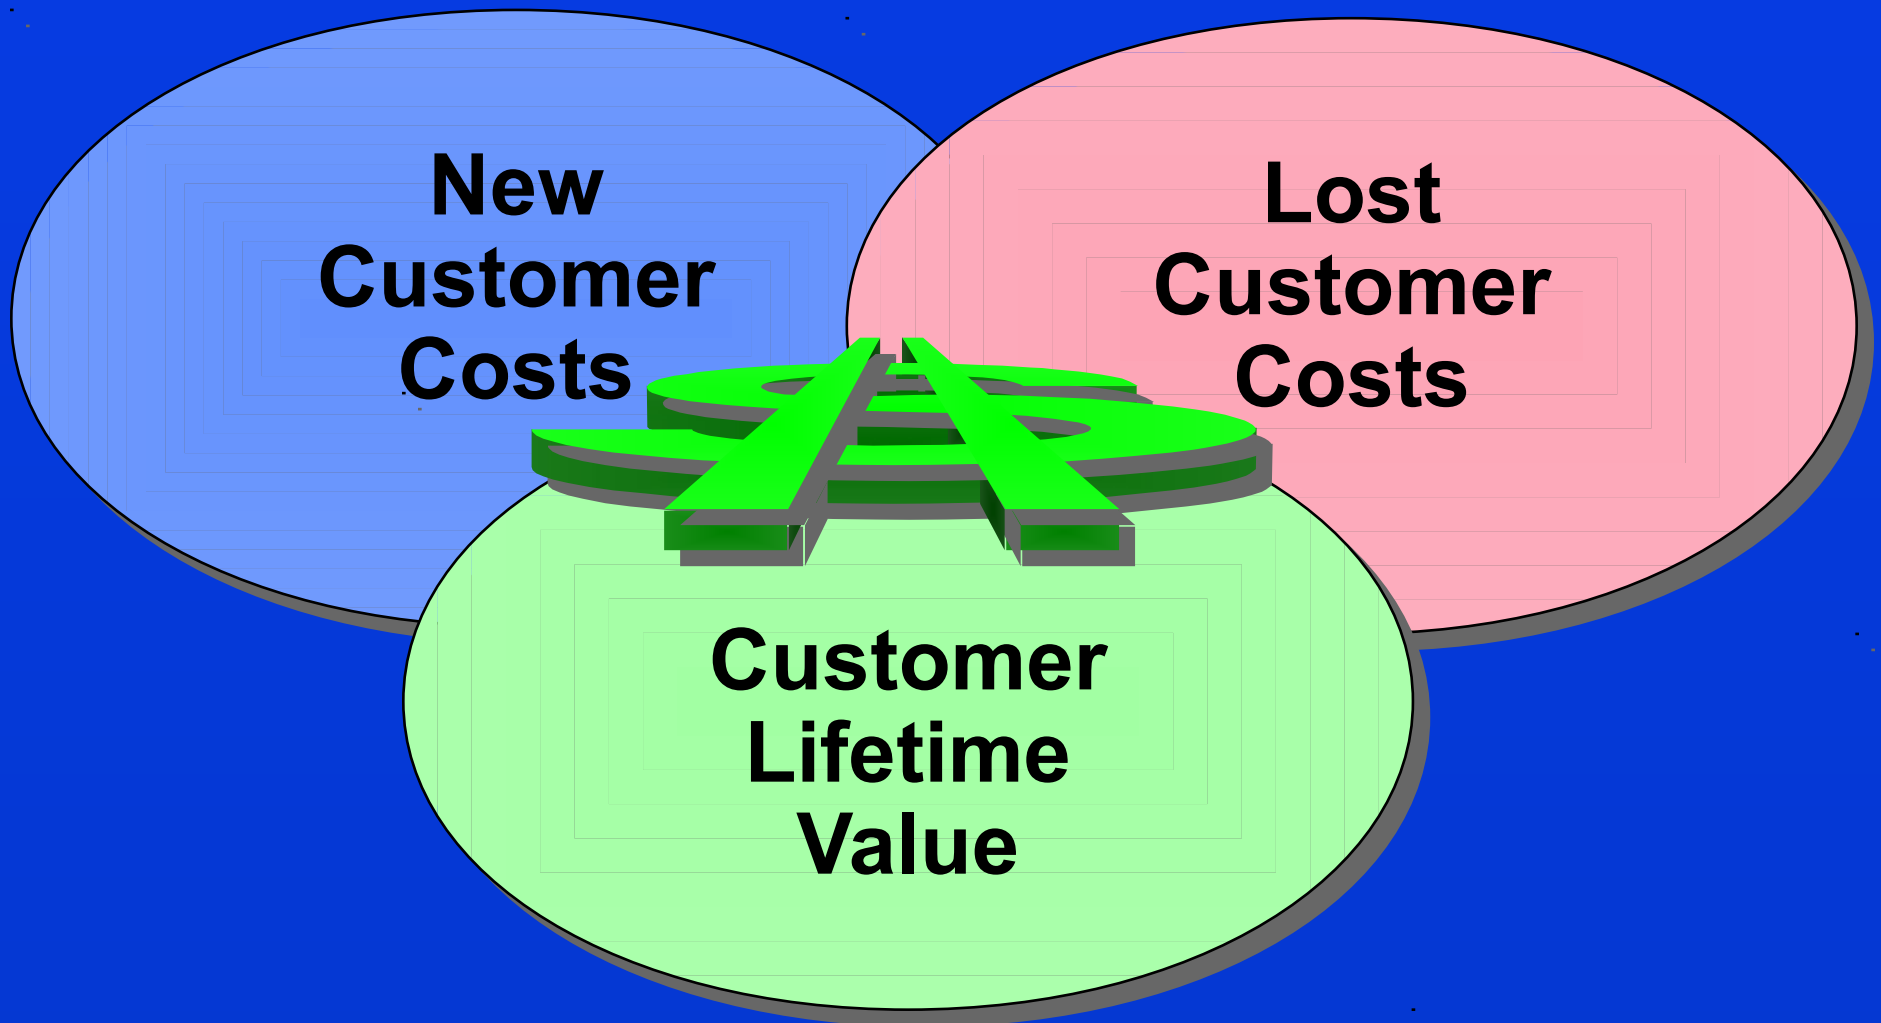 New
Customer
Costs
Lost
Customer
Costs
$
Customer
Lifetime
Value